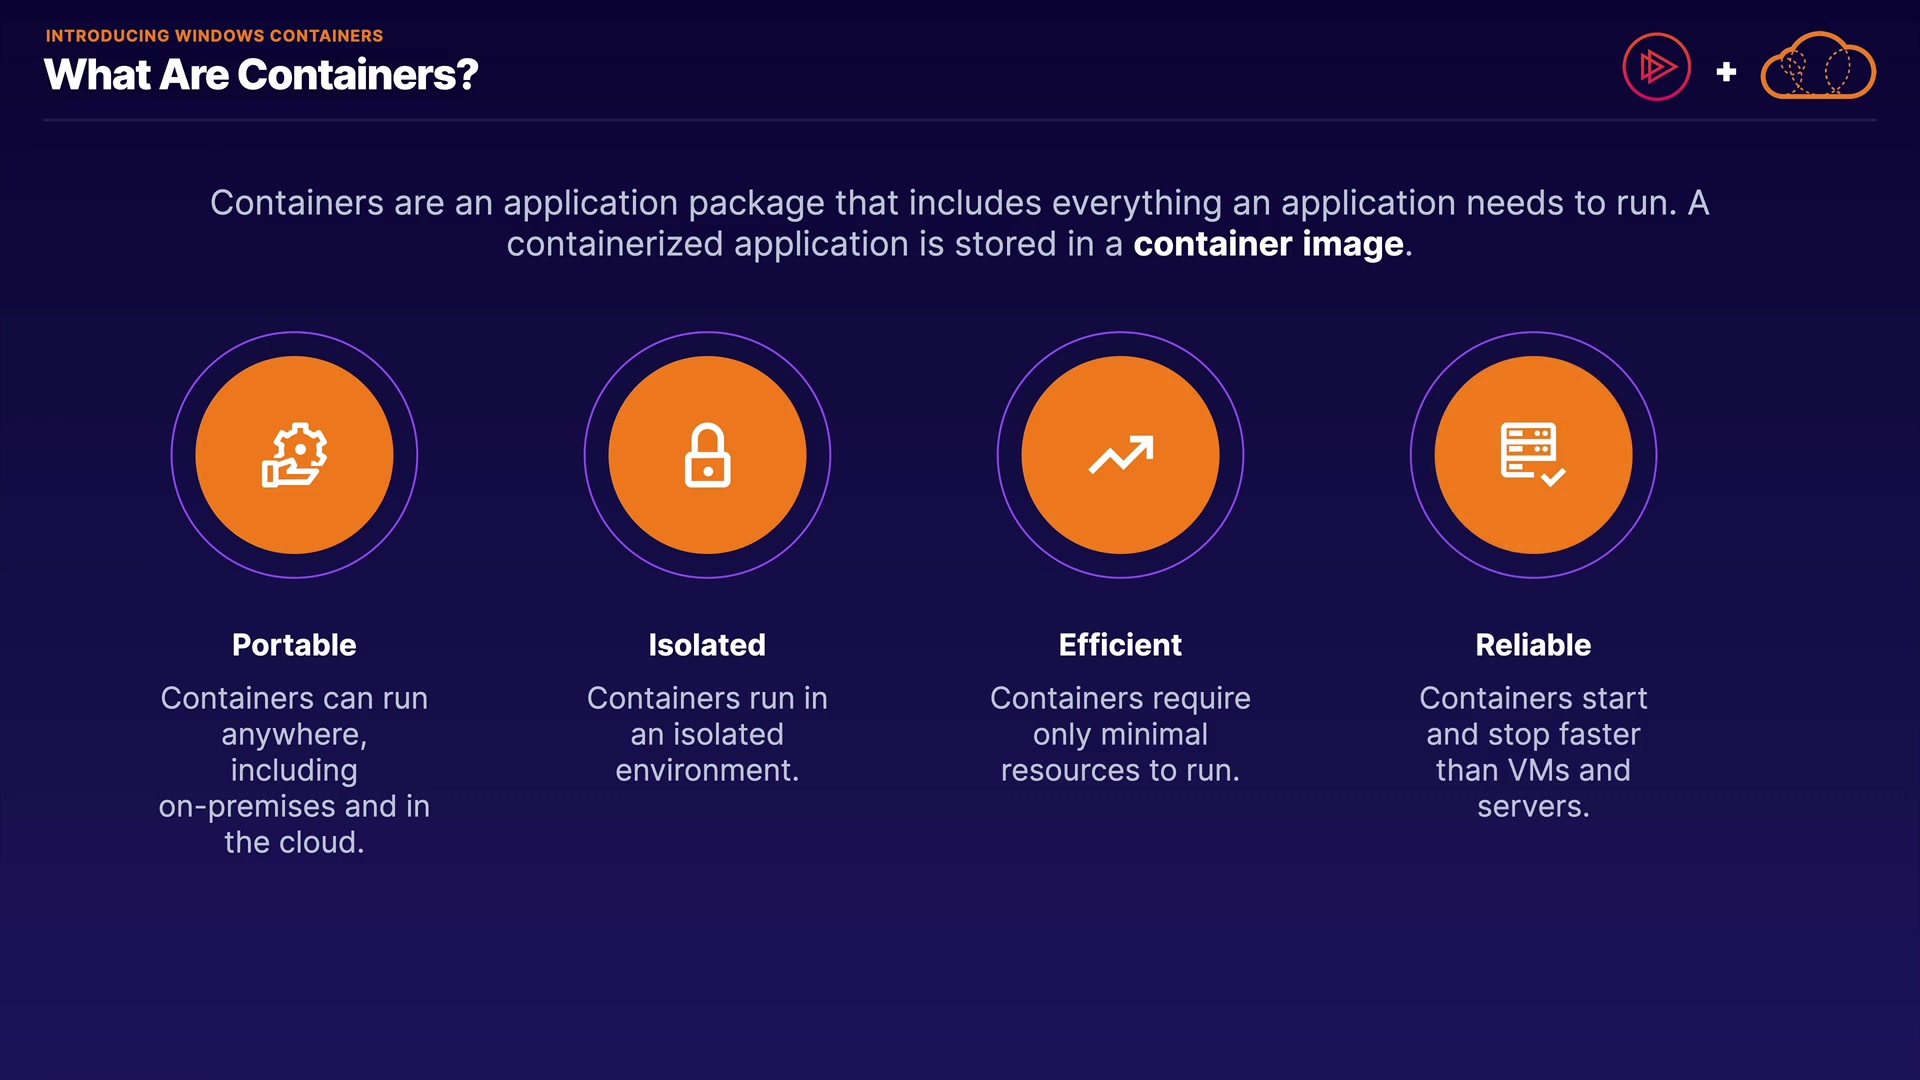 INTRODUCING WINDOWS CONTAINERS
What Are Containers?
Containers are an application package that includes everything an application needs to run. A
containerized application is stored in a container image.
Portable
Containers can run
anywhere,
including
on-premises and in
the cloud.
Isolated
Containers run in
an isolated
environment.
Efficient
Containers require
only minimal
resources to run.
Reliable
Containers start
and stop faster
than VMs and
servers.